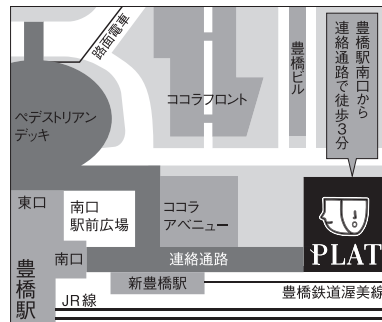 路面電車
豊橋ビル
豊橋駅南口から
連絡通路で徒歩3分
ココラフロント
ペデストリアン
デッキ
東口
南口
駅前広場
ココラ
アベニュー
PLAT
南口
連絡通路
豊橋駅
新豊橋駅
豊橋鉄道渥美線
JR線